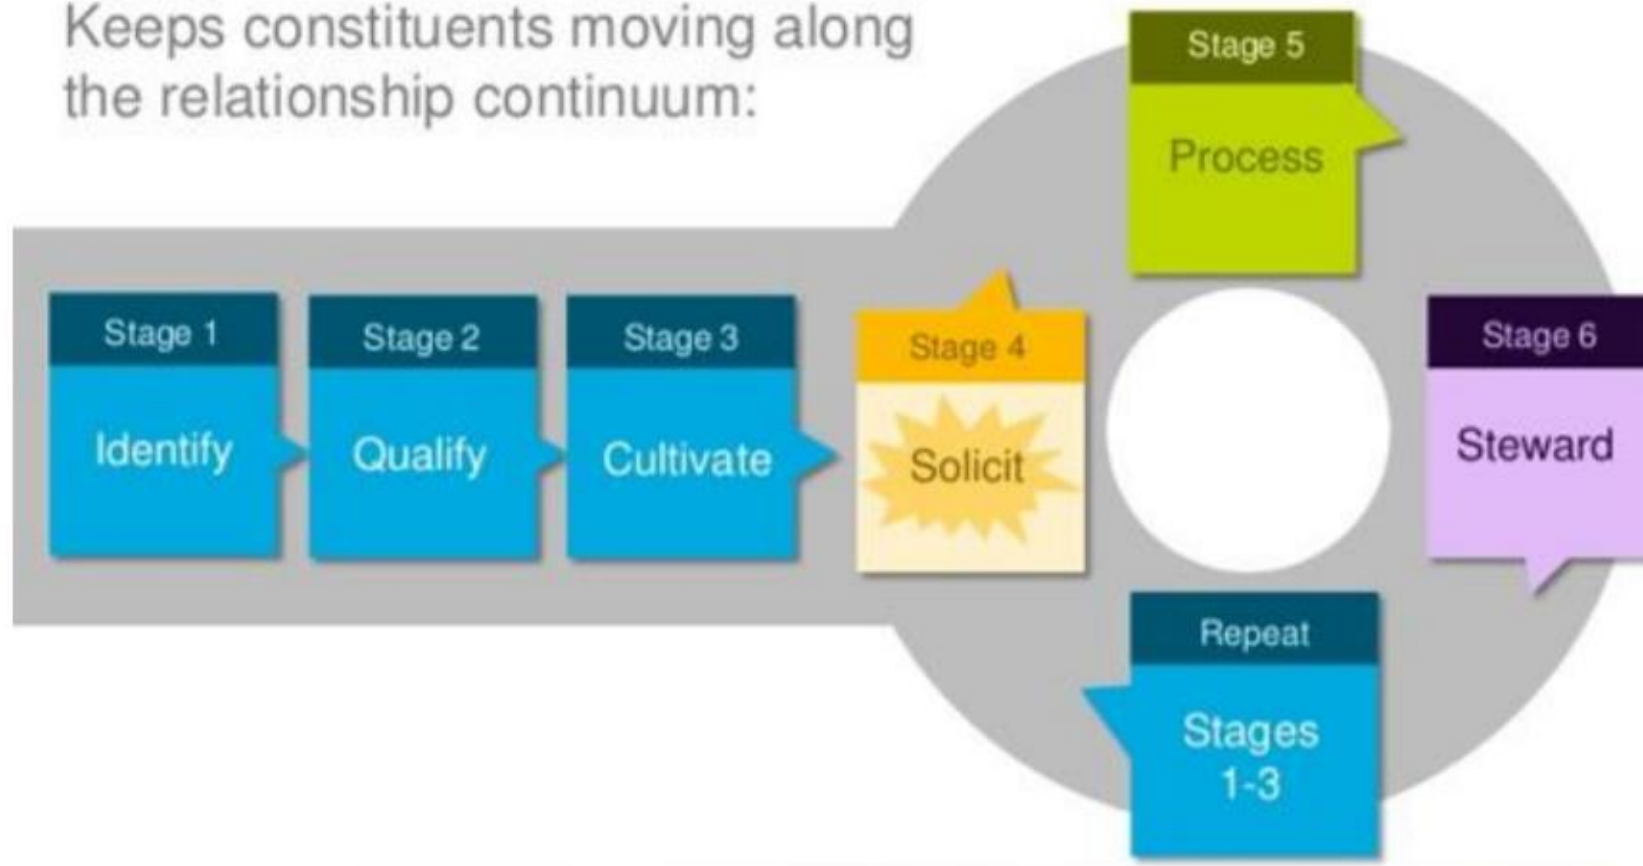 Keeps constituents moving along
the relationship continuum:
Stage 1
Identify
Stage 2
Qualify
Stage 3
Cultivate
Stage 4
Solicit
Stage 5
Process
Stage 6
Steward
Repeat
Stages
1-3